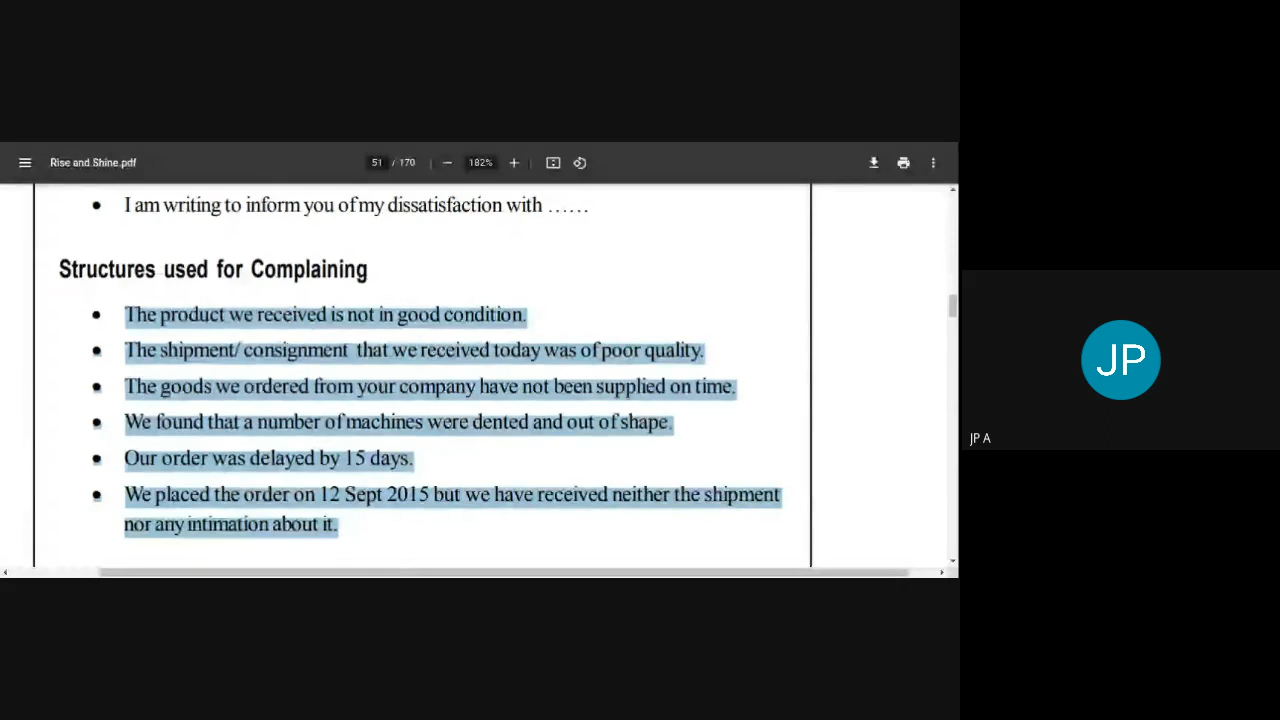 Rise and Shine.pdf
51 / 170
182%
• I am writing to inform you of my dissatisfaction with ……
Structures used for Complaining
• The product we received is not in good condition.
• The shipment/ consignment that we received today was of poor quality.
• The goods we ordered from your company have not been supplied on time.
• We found that a number of machines were dented and out of shape.
• Our order was delayed by 15 days.
• We placed the order on 12 Sept 2015 but we have received neither the shipment
nor any intimation about it.
JP
JP A